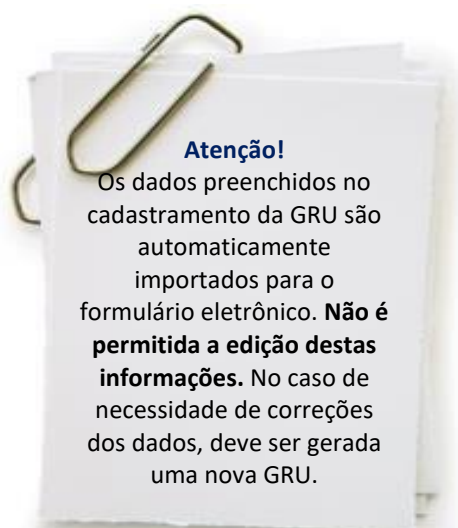 Atenção!
Os dados preenchidos no
cadastramento da GRU são
automaticamente
importados para o
formulário eletrônico. Não é
permitida a edição destas
informações. No caso de
necessidade de correções
dos dados, deve ser gerada
uma nova GRU.